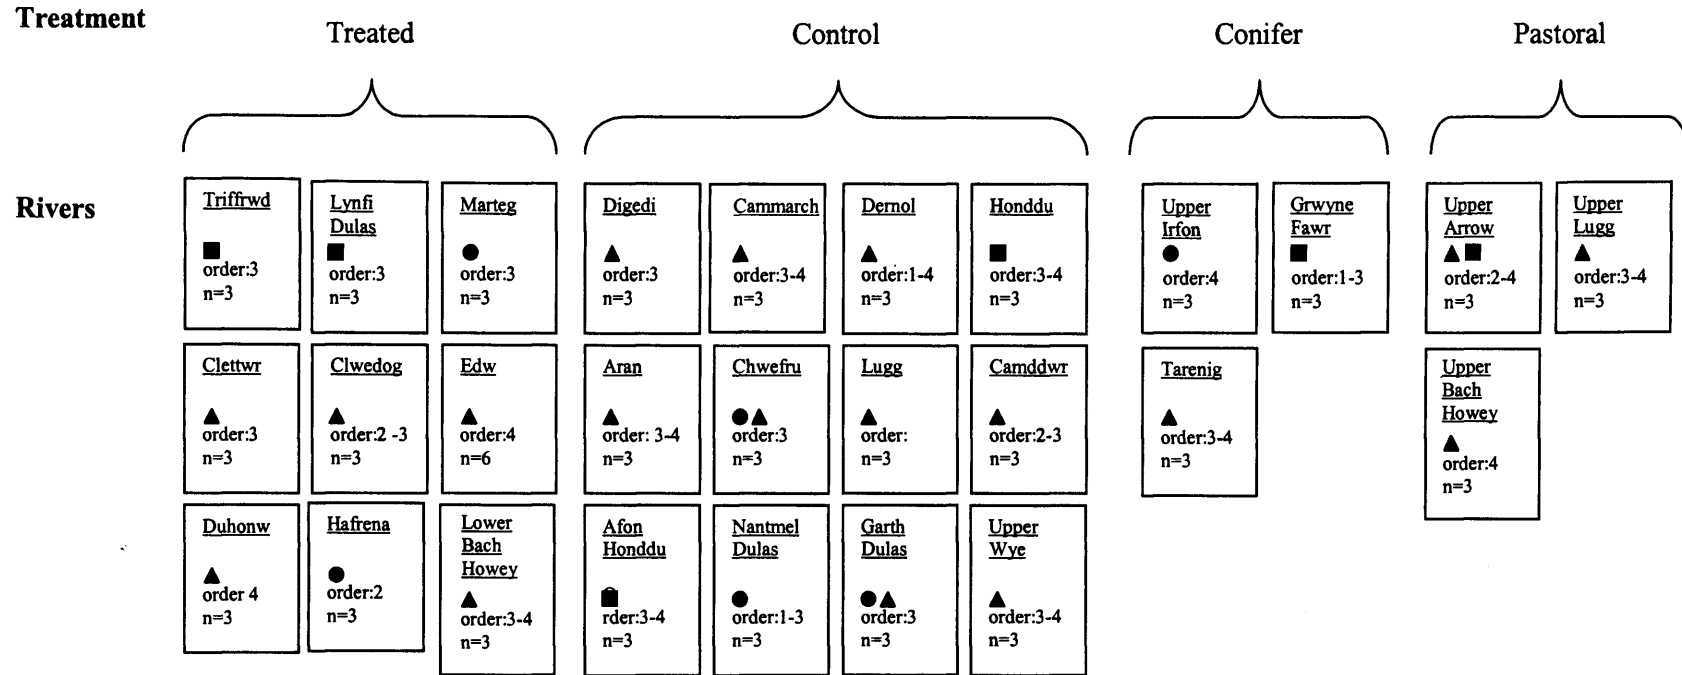 Treatment
Treated
Control
Conifer
Pastoral
Rivers
Triffrwd
order:3
n=3
Lynfi
Dulas
order:3
n=3
Marteg
order:3
n=3
Digedi
order:3
n=3
Cammarch
order:3-4
n=3
Dernol
order:1-4
n=3
Honddu
order:3-4
n=3
Upper
Irfon
order:4
n=3
Grwyne
Fawr
order:1-3
n=3
Upper
Arrow
order:2-4
n=3
Upper
Lugg
order:3-4
n=3
Clettwr
order:3
n=3
Clwedog
order:2 -3
n=3
Edw
order:4
n=6
Aran
order: 3-4
n=3
Chwefru
order:3
n=3
Lugg
order:
n=3
Camddwr
order:2-3
n=3
Tarenig
order:3-4
n=3
Upper
Bach
Howey
order:4
n=3
Duhonw
order 4
n=3
Hafrena
order:2
n=3
Lower
Bach
Howey
order:3-4
n=3
Afon
Honddu
rder:3-4
n=3
Nantmel
Dulas
order:1-3
n=3
Garth
Dulas
order:3
n=3
Upper
Wye
order:3-4
n=3